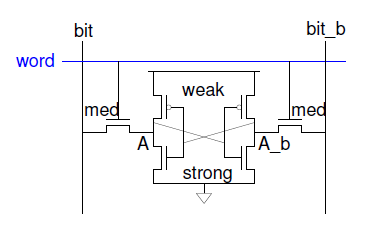 bit bit_b
word
weak
med med
A A_b
strong